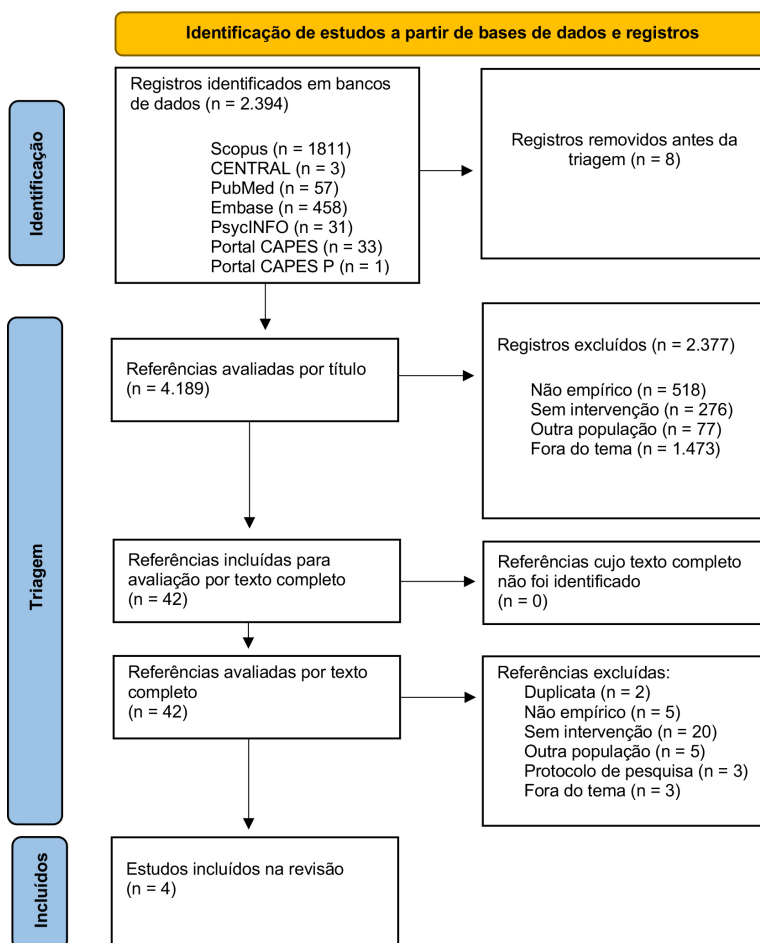 Identificação de estudos a partir de bases de dados e registros
Identificação
Registros identificados em bancos
de dados (n = 2.394)
Scopus (n = 1811)
CENTRAL (n = 3)
PubMed (n = 57)
Embase (n = 458)
PsycINFO (n = 31)
Portal CAPES (n = 33)
Portal CAPES P (n = 1)
Registros removidos antes da
triagem (n = 8)
Triagem
Referências avaliadas por título
(n = 4.189)
Registros excluídos (n = 2.377)
Não empírico (n = 518)
Sem intervenção (n = 276)
Outra população (n = 77)
Fora do tema (n = 1.473)
Referências incluídas para
avaliação por texto completo
(n = 42)
Referências cujo texto completo
não foi identificado
(n = 0)
Referências avaliadas por texto
completo
(n = 42)
Referências excluídas:
Duplicata (n = 2)
Não empírico (n = 5)
Sem intervenção (n = 20)
Outra população (n = 5)
Protocolo de pesquisa (n = 3)
Fora do tema (n = 3)
Incluídos
Estudos incluídos na revisão
(n = 4)